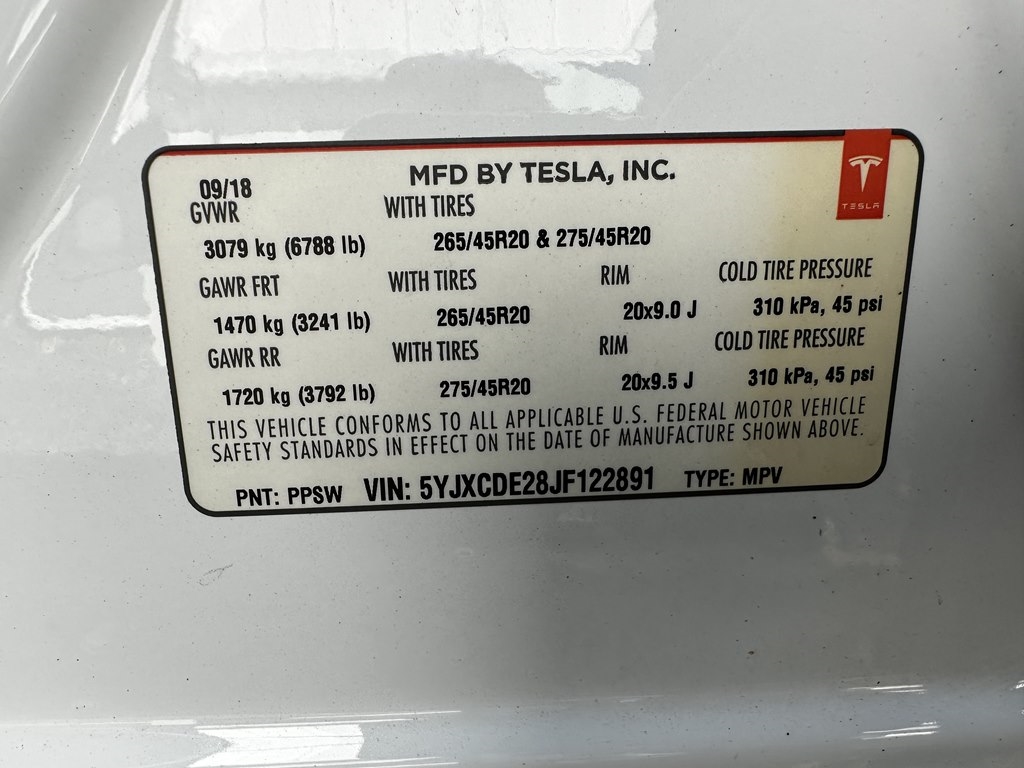 MFD BY TESLA, INC.
TESLA
09/18
GVWR WITH TIRES
3079 kg (6788 lb) 265/45R20 & 275/45R20
GAWR FRT WITH TIRES RIM COLD TIRE PRESSURE
1470 kg (3241 lb) 265/45R20 20x9.0 J 310 kPa, 45 psi
GAWR RR WITH TIRES RIM COLD TIRE PRESSURE
1720 kg (3792 lb) 275/45R20 20x9.5 J 310 kPa, 45 psi
THIS VEHICLE CONFORMS TO ALL APPLICABLE U.S. FEDERAL MOTOR VEHICLE
SAFETY STANDARDS IN EFFECT ON THE DATE OF MANUFACTURE SHOWN ABOVE.
PNT: PPSW VIN: 5YJXCDE28JF122891 TYPE: MPV